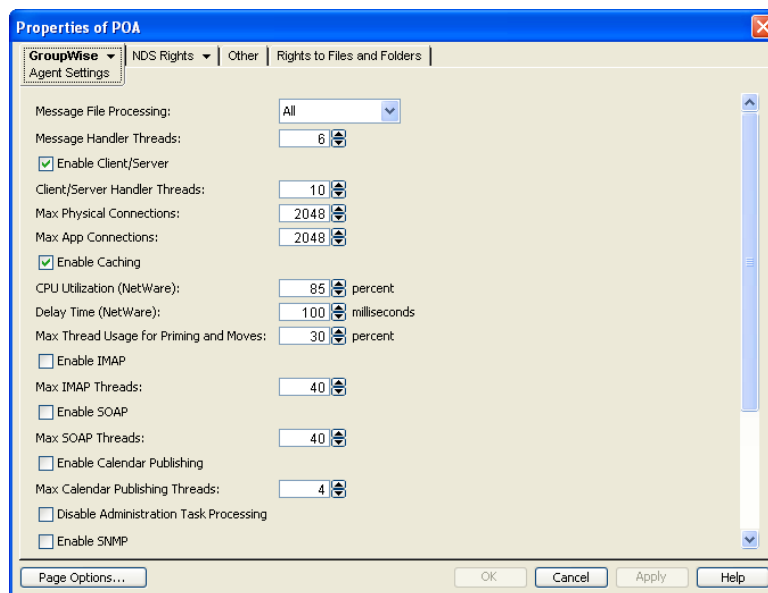 Properties of POA
GroupWise NDS Rights Other Rights to Files and Folders
Agent Settings
Message File Processing: All
Message Handler Threads: 6
Enable Client/Server
Client/Server Handler Threads: 10
Max Physical Connections: 2048
Max App Connections: 2048
Enable Caching
CPU Utilization (NetWare): 85 percent
Delay Time (NetWare): 100 milliseconds
Max Thread Usage for Priming and Moves: 30 percent
Enable IMAP
Max IMAP Threads: 40
Enable SOAP
Max SOAP Threads: 40
Enable Calendar Publishing
Max Calendar Publishing Threads: 4
Disable Administration Task Processing
Enable SNMP
Page Options... OK Cancel Apply Help